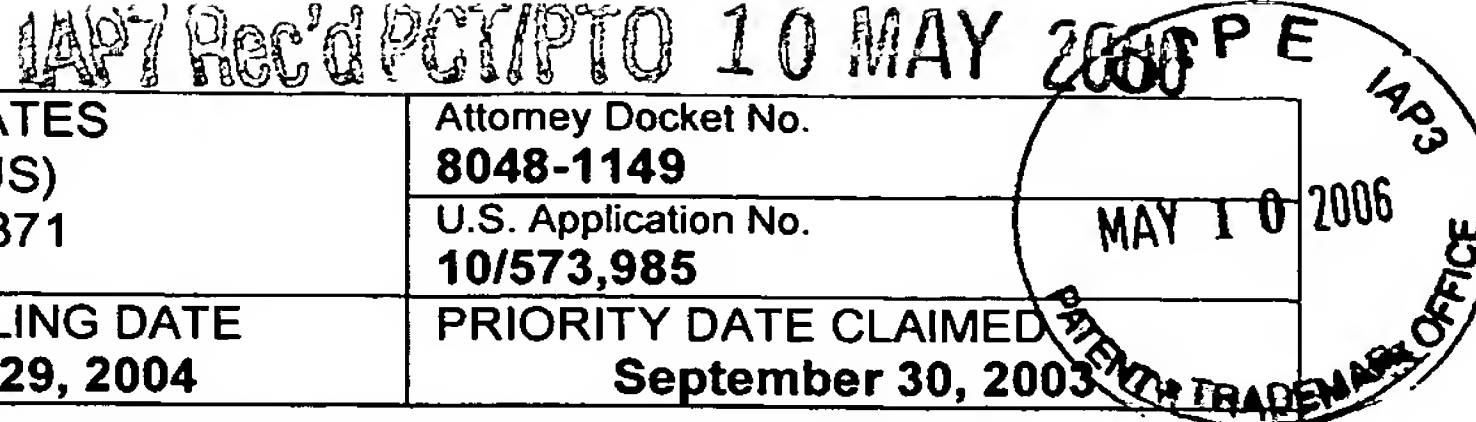 IAP7 Rec'd PCT/PTO 10 MAY
ATES
US)
371
Attorney Docket No.
8048-1149
U.S. Application No.
10/573,985
LING DATE
29, 2004
PRIORITY DATE CLAIMED
September 30, 2003
IAP3
MAY 10 2006
PATENT & TRADEMARK OFFICE